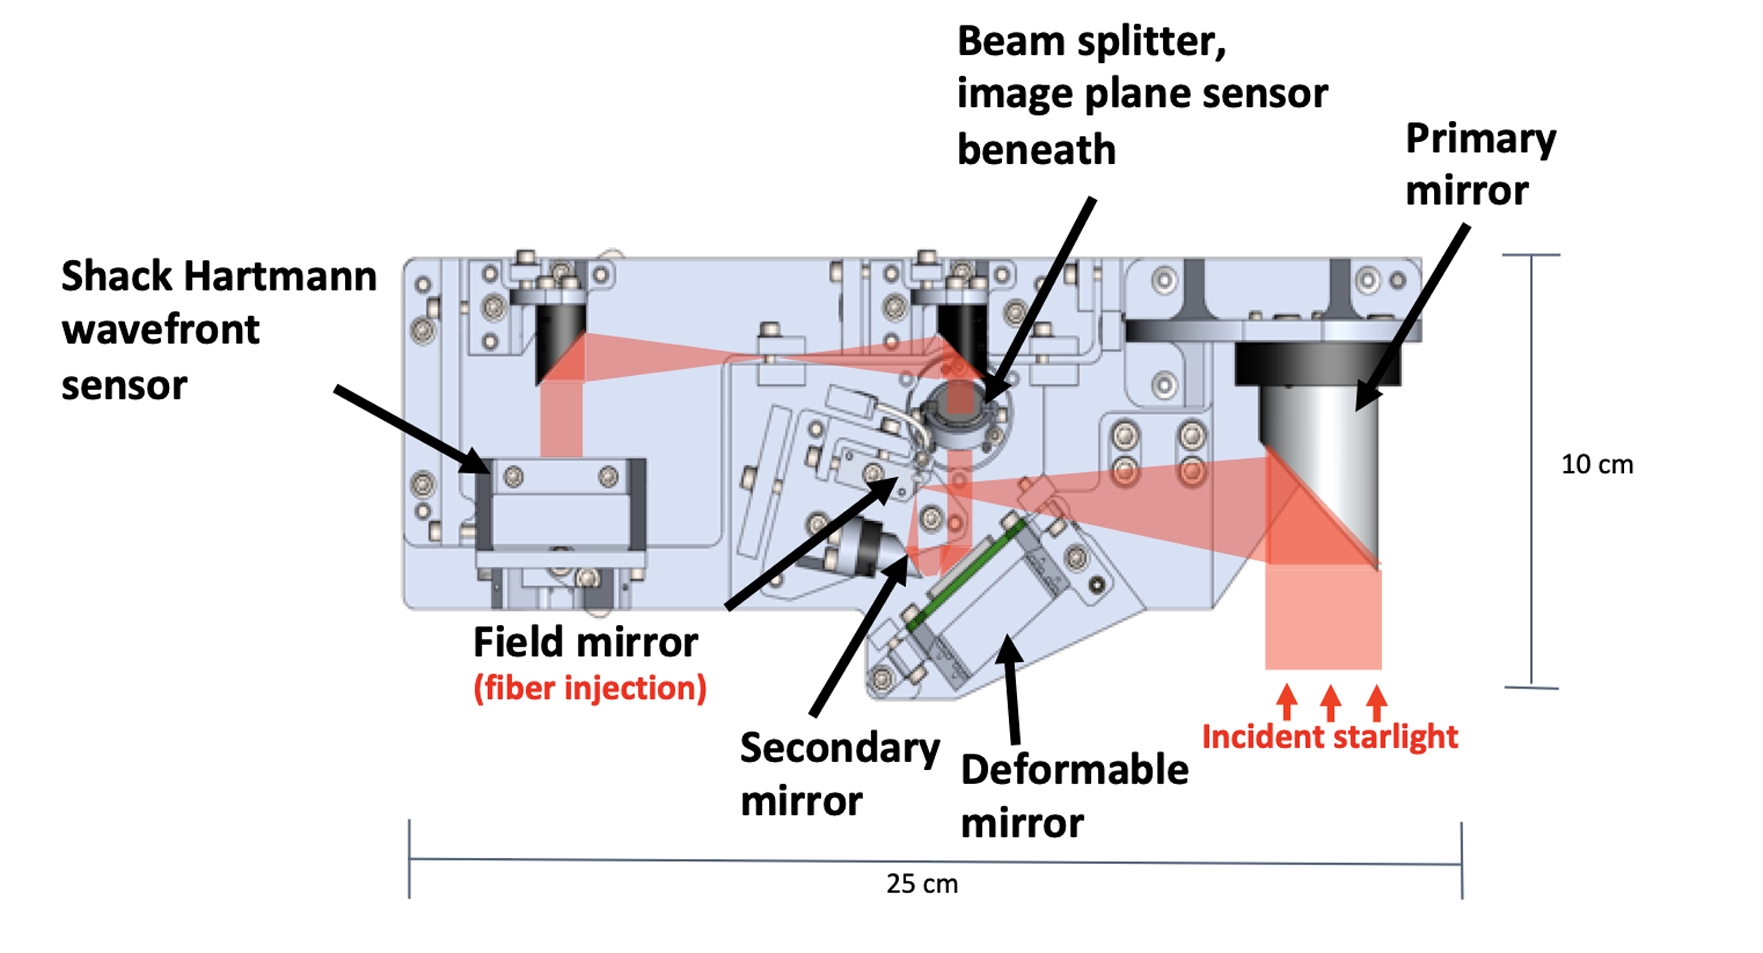 Beam splitter,
image plane sensor
beneath
Primary
mirror
Shack Hartmann
wavefront
sensor
10 cm
Field mirror
(fiber injection)
Secondary
mirror
Deformable
mirror
Incident starlight
25 cm